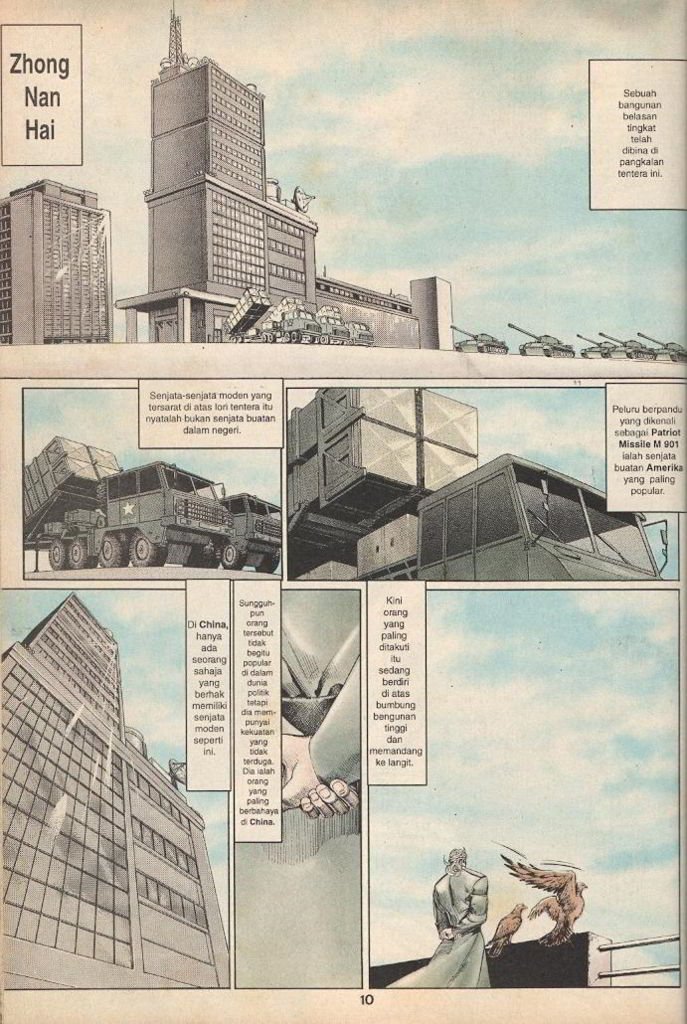 Zhong
Nan
Hai
Sebuah
bangunan
belasan
tingkat
telah
dibina di
pangkalan
tentera ini.
Senjata-senjata moden yang
tersarat di atas lori tentera itu
nyatalah bukan senjata buatan
dalam negeri.
Peluru berpandu
yang dikenali
sebagai Patriot
Missile M 901
ialah senjata
buatan Amerika
yang paling
popular.
Di China,
hanya
ada
seorang
sahaja
yang
berhak
memiliki
senjata
moden
seperti
ini.
Sungguh-
pun
orang
tersebut
tidak
begitu
popular
di dalam
dunia
politik
tetapi
dia mem-
punyai
kekuatan
yang
tidak
terduga.
Dia ialah
orang
yang
paling
berbahaya
di China.
Kini
orang
yang
paling
ditakuti
itu
sedang
berdiri
di atas
bumbung
bengunan
tinggi
dan
memandang
ke langit.
10